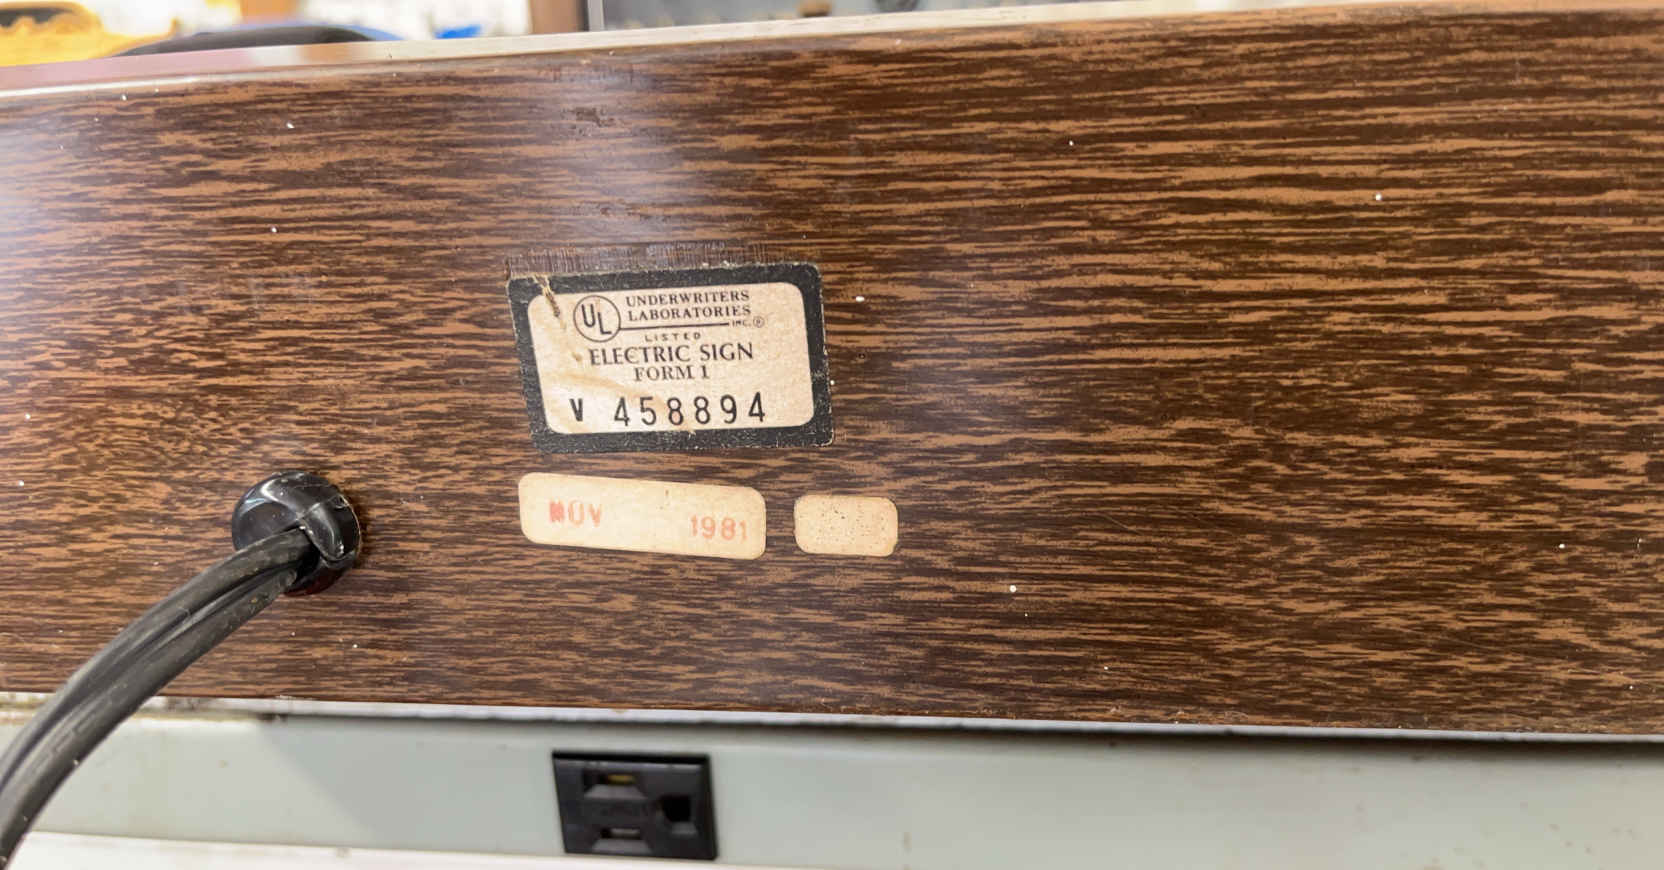 UL UNDERWRITERS
LABORATORIES
INC.®
LISTED
ELECTRIC SIGN
FORM 1
V 458894
NOV 1981